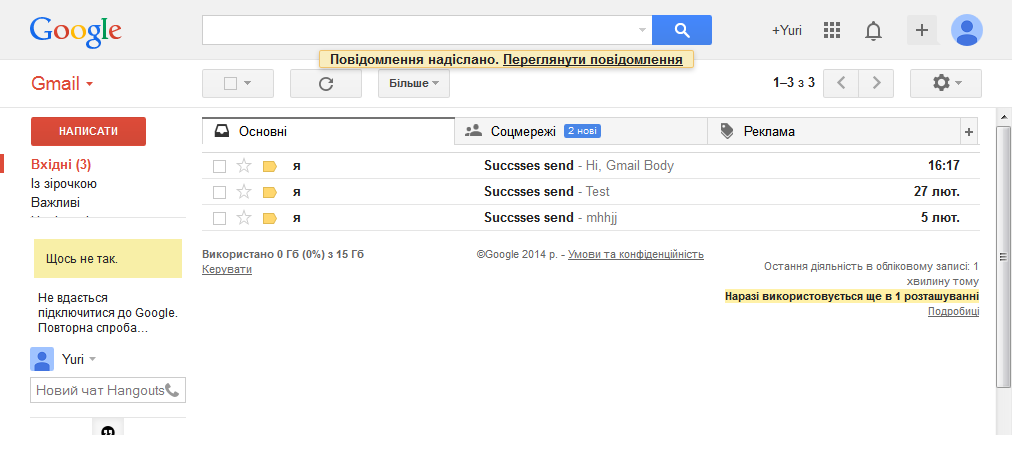 Google
+Yuri
Повідомлення надіслано. Переглянути повідомлення
Gmail
Більше
1–3 з 3
НАПИСАТИ
Основні
Соцмережі 2 нові
Реклама
Вхідні (3)
Із зірочкою
Важливі
я Succsses send - Hi, Gmail Body 16:17
я Succsses send - Test 27 лют.
я Succsses send - mhhjj 5 лют.
Використано 0 Гб (0%) з 15 Гб
Керувати
©Google 2014 р. - Умови та конфіденційність
Остання діяльність в обліковому записі: 1
хвилину тому
Наразі використовується ще в 1 розташуванні
Подробиці
Щось не так.
Не вдається
підключитися до Google.
Повторна спроба…
Yuri
Новий чат Hangouts